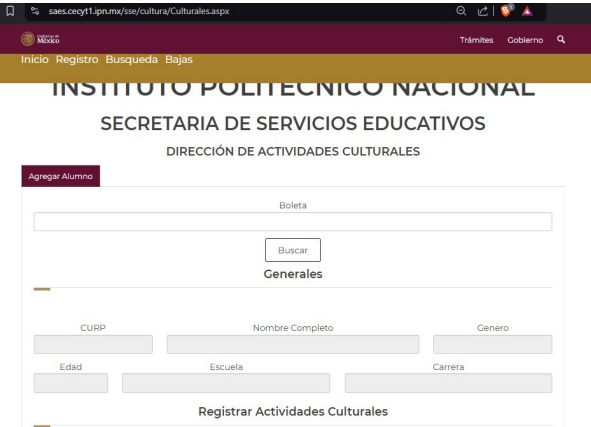 saes.cecyt1.ipn.mx/sse/cultura/Culturales.aspx
Gobierno de
México
Trámites Gobierno
Inicio Registro Busqueda Bajas
INSTITUTO POLITECNICO NACIONAL
SECRETARIA DE SERVICIOS EDUCATIVOS
DIRECCIÓN DE ACTIVIDADES CULTURALES
Agregar Alumno
Boleta
Buscar
Generales
CURP Nombre Completo Genero
Edad Escuela Carrera
Registrar Actividades Culturales